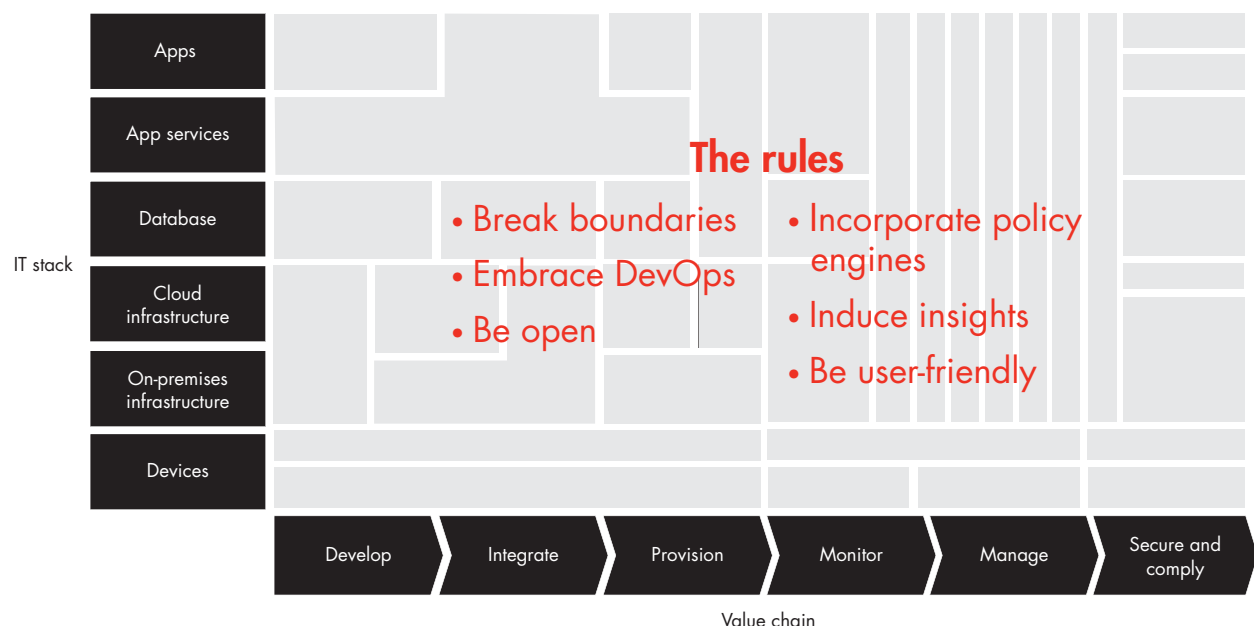 Apps
App services
The rules
Database
• Break boundaries
• Embrace DevOps
• Be open
• Incorporate policy
engines
• Induce insights
• Be user-friendly
IT stack
Cloud
infrastructure
On-premises
infrastructure
Devices
Develop
Integrate
Provision
Monitor
Manage
Secure and
comply
Value chain